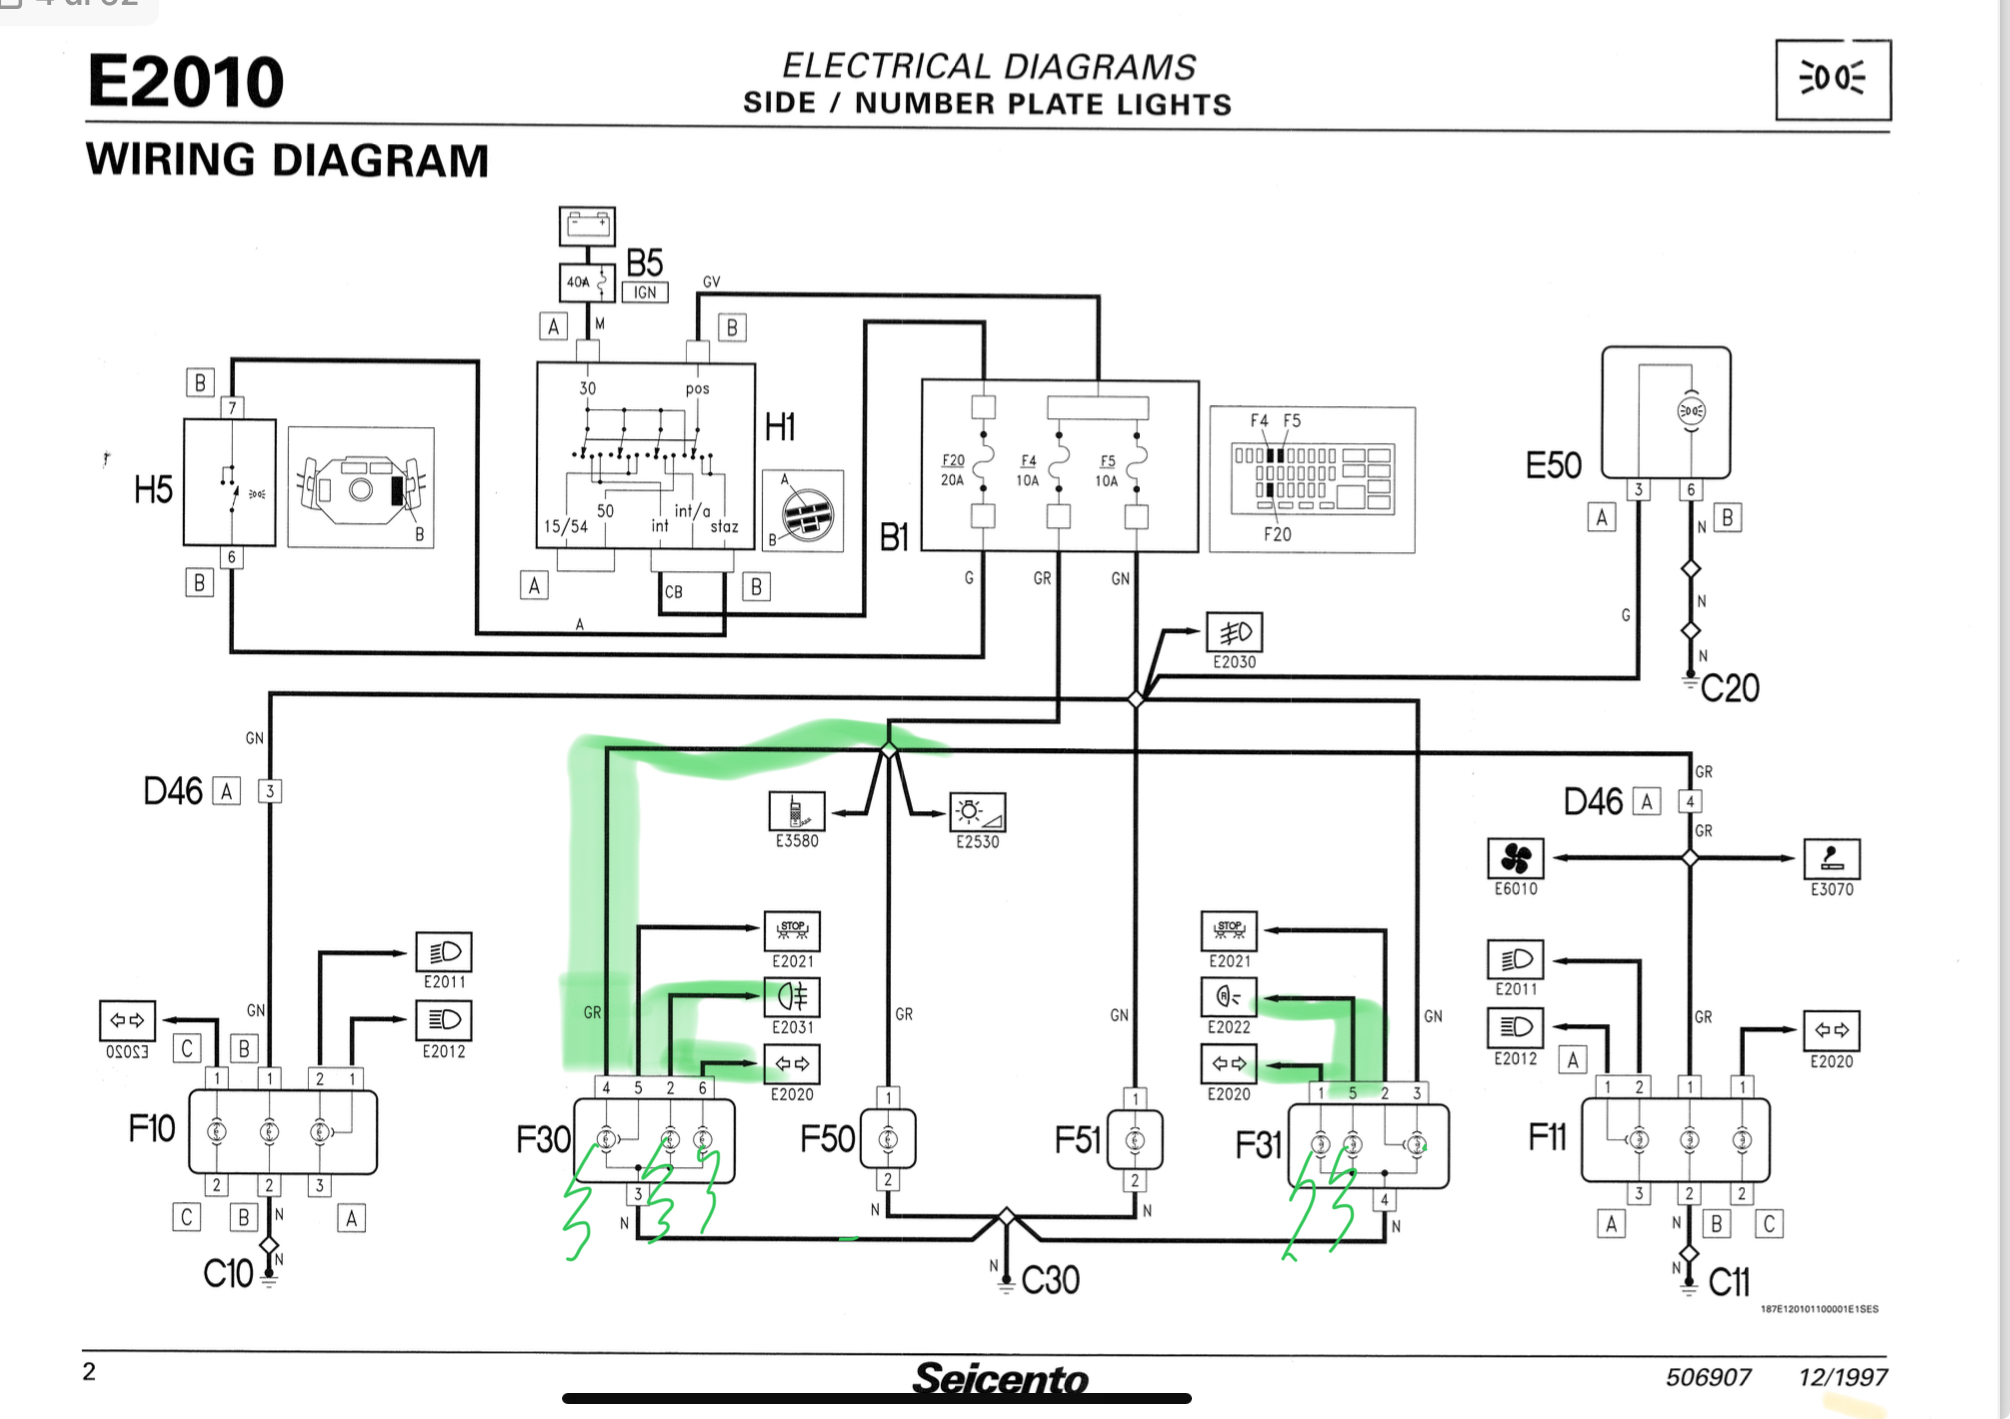 E2010
ELECTRICAL DIAGRAMS
SIDE / NUMBER PLATE LIGHTS
WIRING DIAGRAM
- +
B5
40A
IGN
GV
A M B
B
7
30 pos
H1
H5
B
A
15/54 50 int int/a staz
B
6
B
A CB B
A
F20 20A
F4 10A
F5 10A
B1
F4 F5
F20
G GR GN
E50
3 6
A N B
N
G
N
C20
E2030
GN
D46 A 3
E3580
E2530
GR
D46 A 4
GR
E6010
E3070
STOP
E2021
STOP
E2021
E2011
E2011
GN
GR
E2031
GR
GN
R
E2022
GN
GR
E2012
E2020
E2012
A
E2020
C B
E2020
E2020
1 1 2 1
4 5 2 6
1
1
1 5 2 3
1 2 1 1
F10
F30
F50
F51
F31
F11
2 2 3
3
2
2
4
3 2 2
C B N A
N
N
N
N
A N B C
C10
N
N
C30
N
C11
187E120101100001E1SES
2
Seicento
506907 12/1997